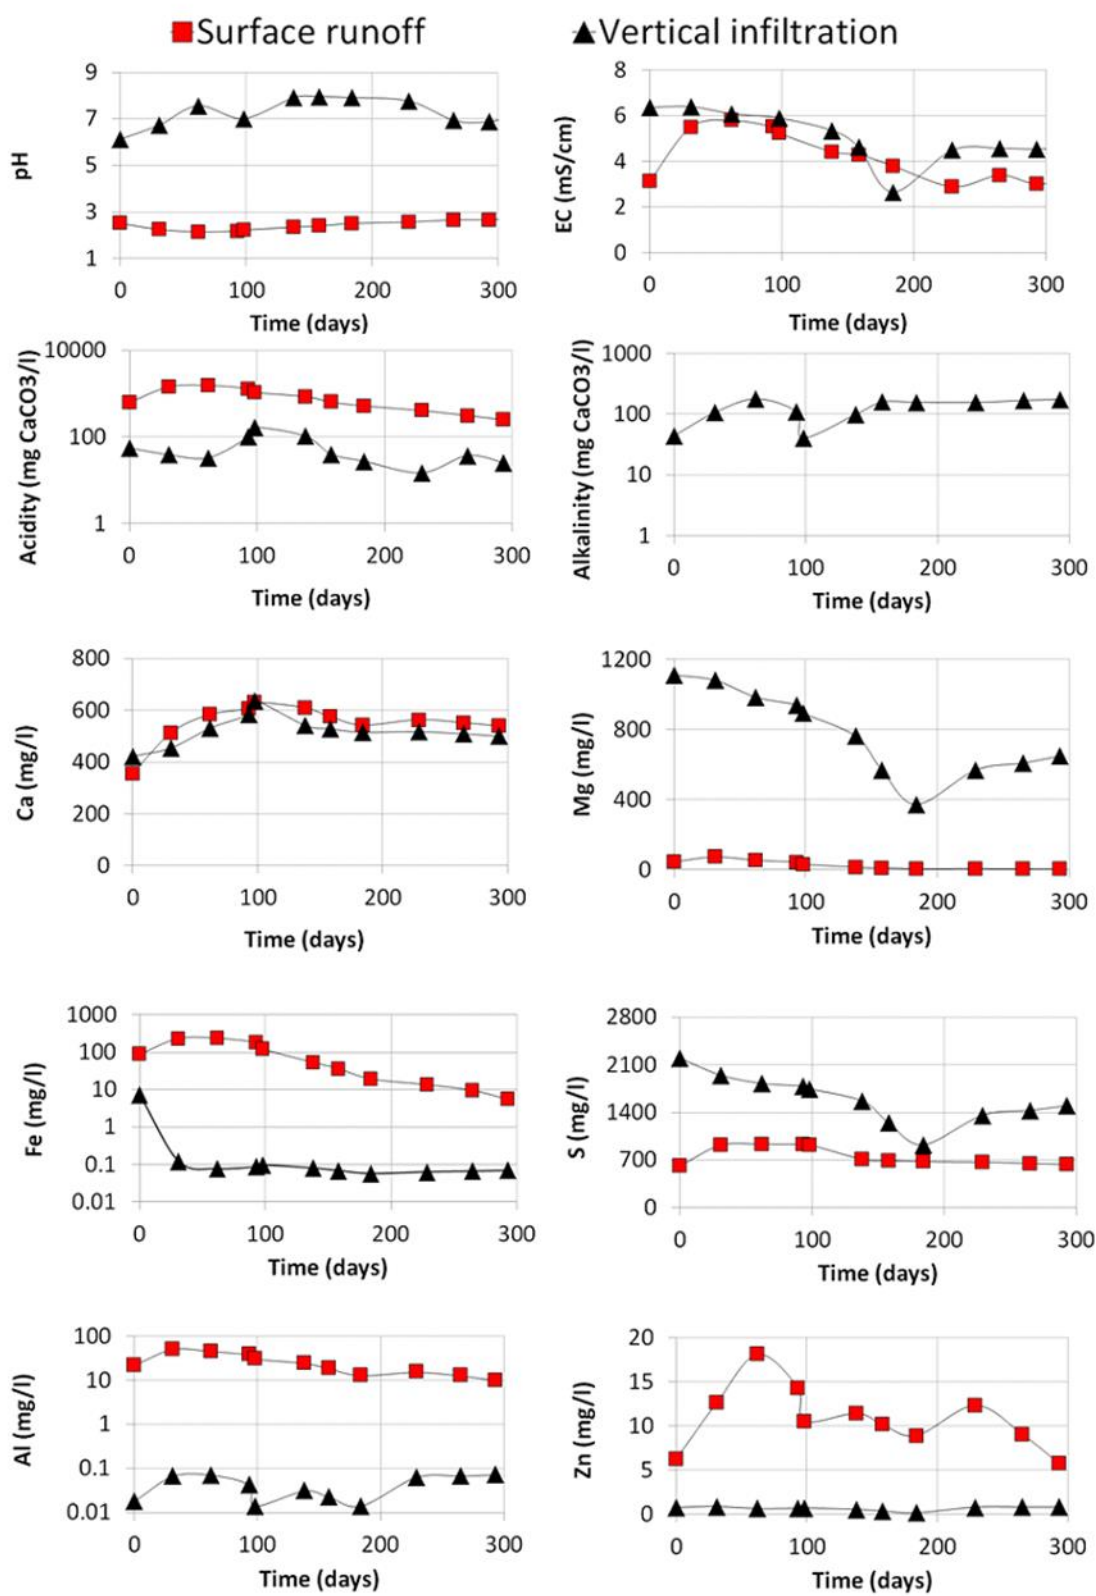 Surface runoff Vertical infiltration
9
7
5
3
1
pH
0 100 200 300
Time (days)
8
6
4
2
0
EC (mS/cm)
0 100 200 300
Time (days)
10000
100
1
Acidity (mg CaCO3/l)
0 100 200 300
Time (days)
1000
100
10
1
Alkalinity (mg CaCO3/l)
0 100 200 300
Time (days)
800
600
400
200
0
Ca (mg/l)
0 100 200 300
Time (days)
1200
800
400
0
Mg (mg/l)
0 100 200 300
Time (days)
1000
100
10
1
0.1
0.01
Fe (mg/l)
0 100 200 300
Time (days)
2800
2100
1400
700
0
S (mg/l)
0 100 200 300
Time (days)
100
10
1
0.1
0.01
Al (mg/l)
0 100 200 300
Time (days)
20
15
10
5
0
Zn (mg/l)
0 100 200 300
Time (days)